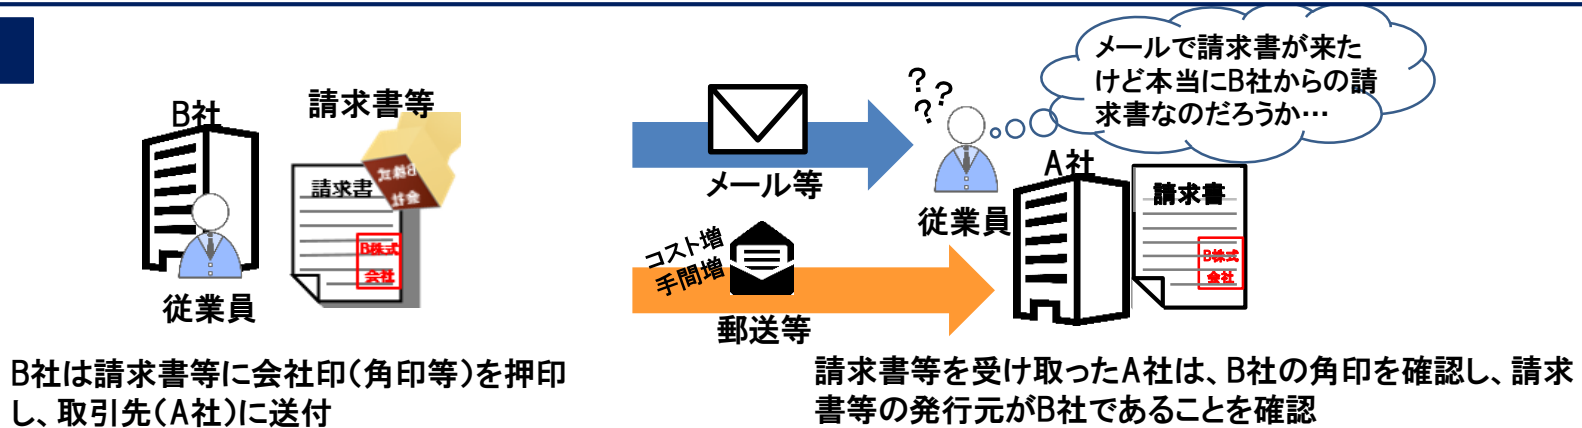 B社
請求書等
B株式
会社
請求書
B株式
会社
従業員
B社は請求書等に会社印(角印等)を押印
し、取引先(A社)に送付
メール等
コスト増
手間増
郵送等
?
?
?
メールで請求書が来た
けど本当にB社からの請
求書なのだろうか…
従業員
A社
請求書
B株式
会社
請求書等を受け取ったA社は、B社の角印を確認し、請求
書等の発行元がB社であることを確認